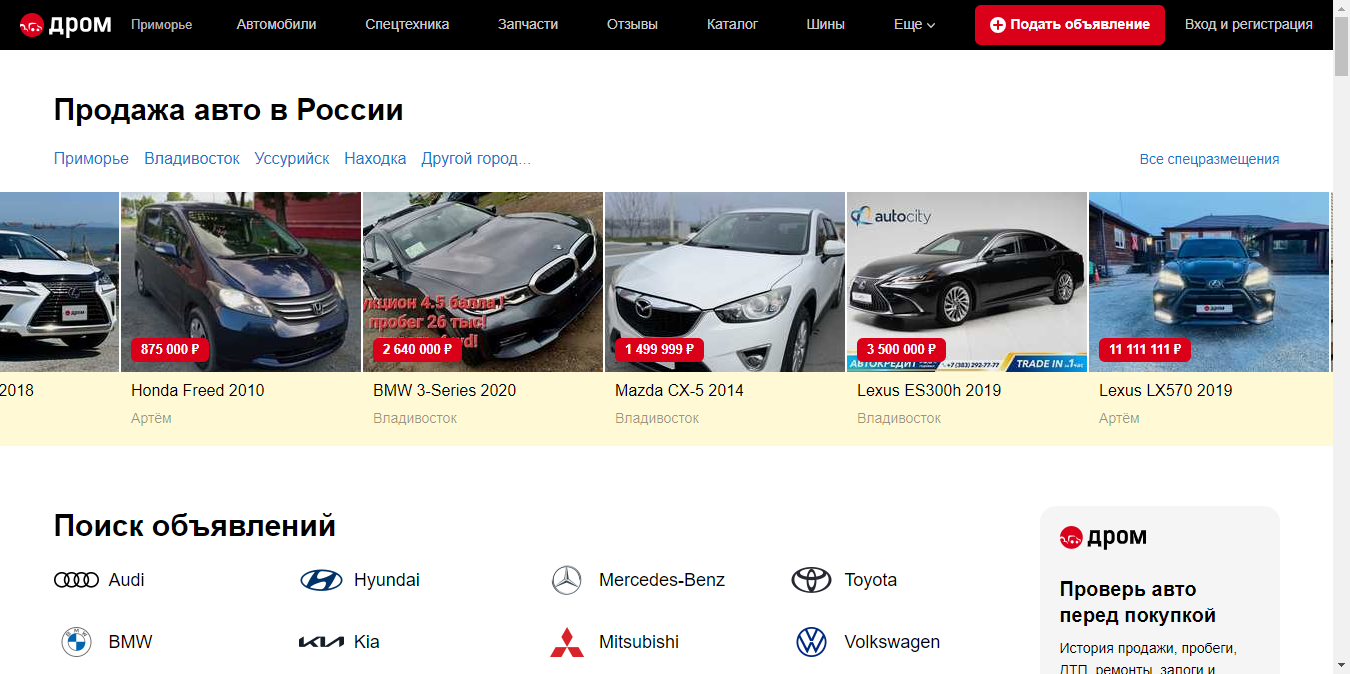 дром
Приморье
Автомобили
Спецтехника
Запчасти
Отзывы
Каталог
Шины
Еще
Подать объявление
Вход и регистрация
Продажа авто в России
Приморье
Владивосток
Уссурийск
Находка
Другой город...
Все спецразмещения
2018
875 000 ₽
Honda Freed 2010
Артём
4.5 балла!
пробег 26 тыс!
2 640 000 ₽
BMW 3-Series 2020
Владивосток
1 499 999 ₽
Mazda CX-5 2014
Владивосток
autocity
3 500 000 ₽
АВТОКРЕДИТ
+7 (383) 292-77-77
TRADE IN за 1 час
Lexus ES300h 2019
Владивосток
11 111 111 ₽
Lexus LX570 2019
Артём
Поиск объявлений
Audi
Hyundai
Mercedes-Benz
Toyota
BMW
Kia
Mitsubishi
Volkswagen
дром
Проверь авто
перед покупкой
История продажи, пробеги,
ДТП, ремонты, залоги и